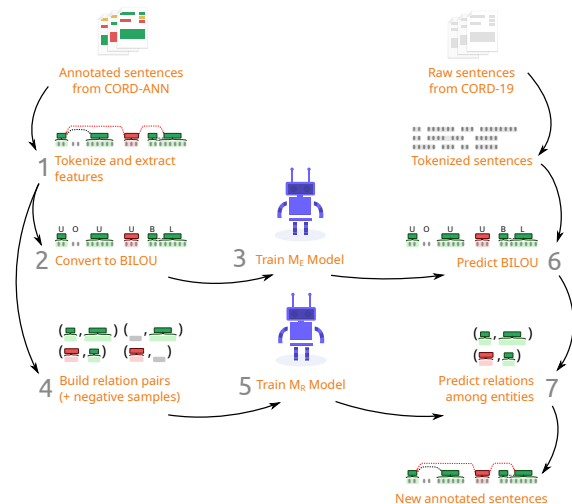 Annotated sentences
from CORD-ANN
Raw sentences
from CORD-19
1 Tokenize and extract
features
Tokenized sentences
U O U U B L
2 Convert to BILOU
3 Train M_E Model
U O U U B L
Predict BILOU 6
( , ) ( , )
( , ) ( , )
4 Build relation pairs
(+ negative samples)
5 Train M_R Model
( , )
( , )
Predict relations
among entities 7
New annotated sentences